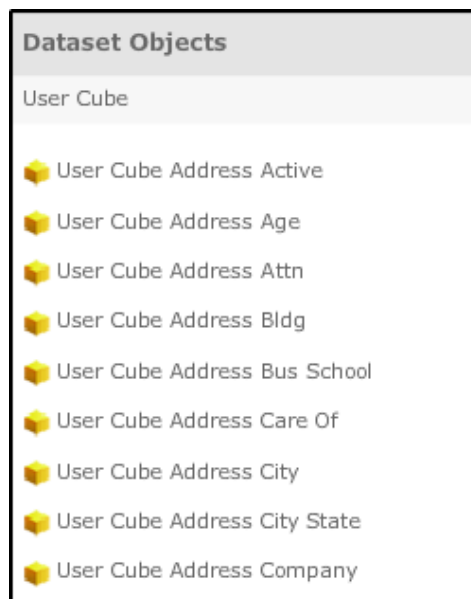 Dataset Objects
User Cube
User Cube Address Active
User Cube Address Age
User Cube Address Attn
User Cube Address Bldg
User Cube Address Bus School
User Cube Address Care Of
User Cube Address City
User Cube Address City State
User Cube Address Company